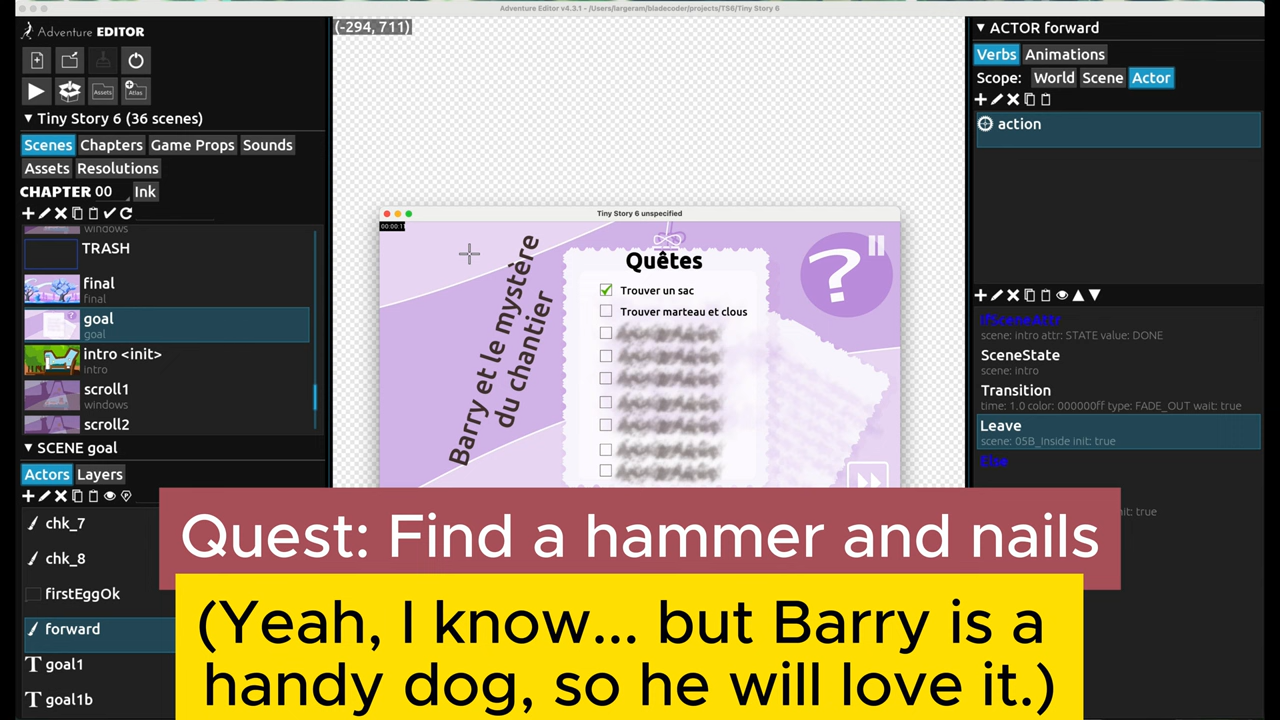 Adventure Editor v4.3.1 - /Users/largeram/bladecoder/projects/TS6/Tiny Story 6
Adventure EDITOR
Assets
Atlas
Tiny Story 6 (36 scenes)
Scenes Chapters Game Props Sounds
Assets Resolutions
CHAPTER 00 Ink
windows
TRASH
final
final
goal
goal
intro <init>
intro
scroll1
windows
scroll2
SCENE goal
Actors Layers
chk_7
chk_8
firstEggOk
forward
goal1
goal1b
(-294, 711)
Tiny Story 6 unspecified
Barry et le mystère
du chantier
Quêtes
Trouver un sac
Trouver marteau et clous
?
ACTOR forward
Verbs Animations
Scope: World Scene Actor
action
IfSceneAttr
scene: intro attr: STATE value: DONE
SceneState
scene: intro
Transition
time: 1.0 color: 000000ff type: FADE_OUT wait: true
Leave
scene: 05B_Inside init: true
Else
Quest: Find a hammer and nails
(Yeah, I know... but Barry is a
handy dog, so he will love it.)